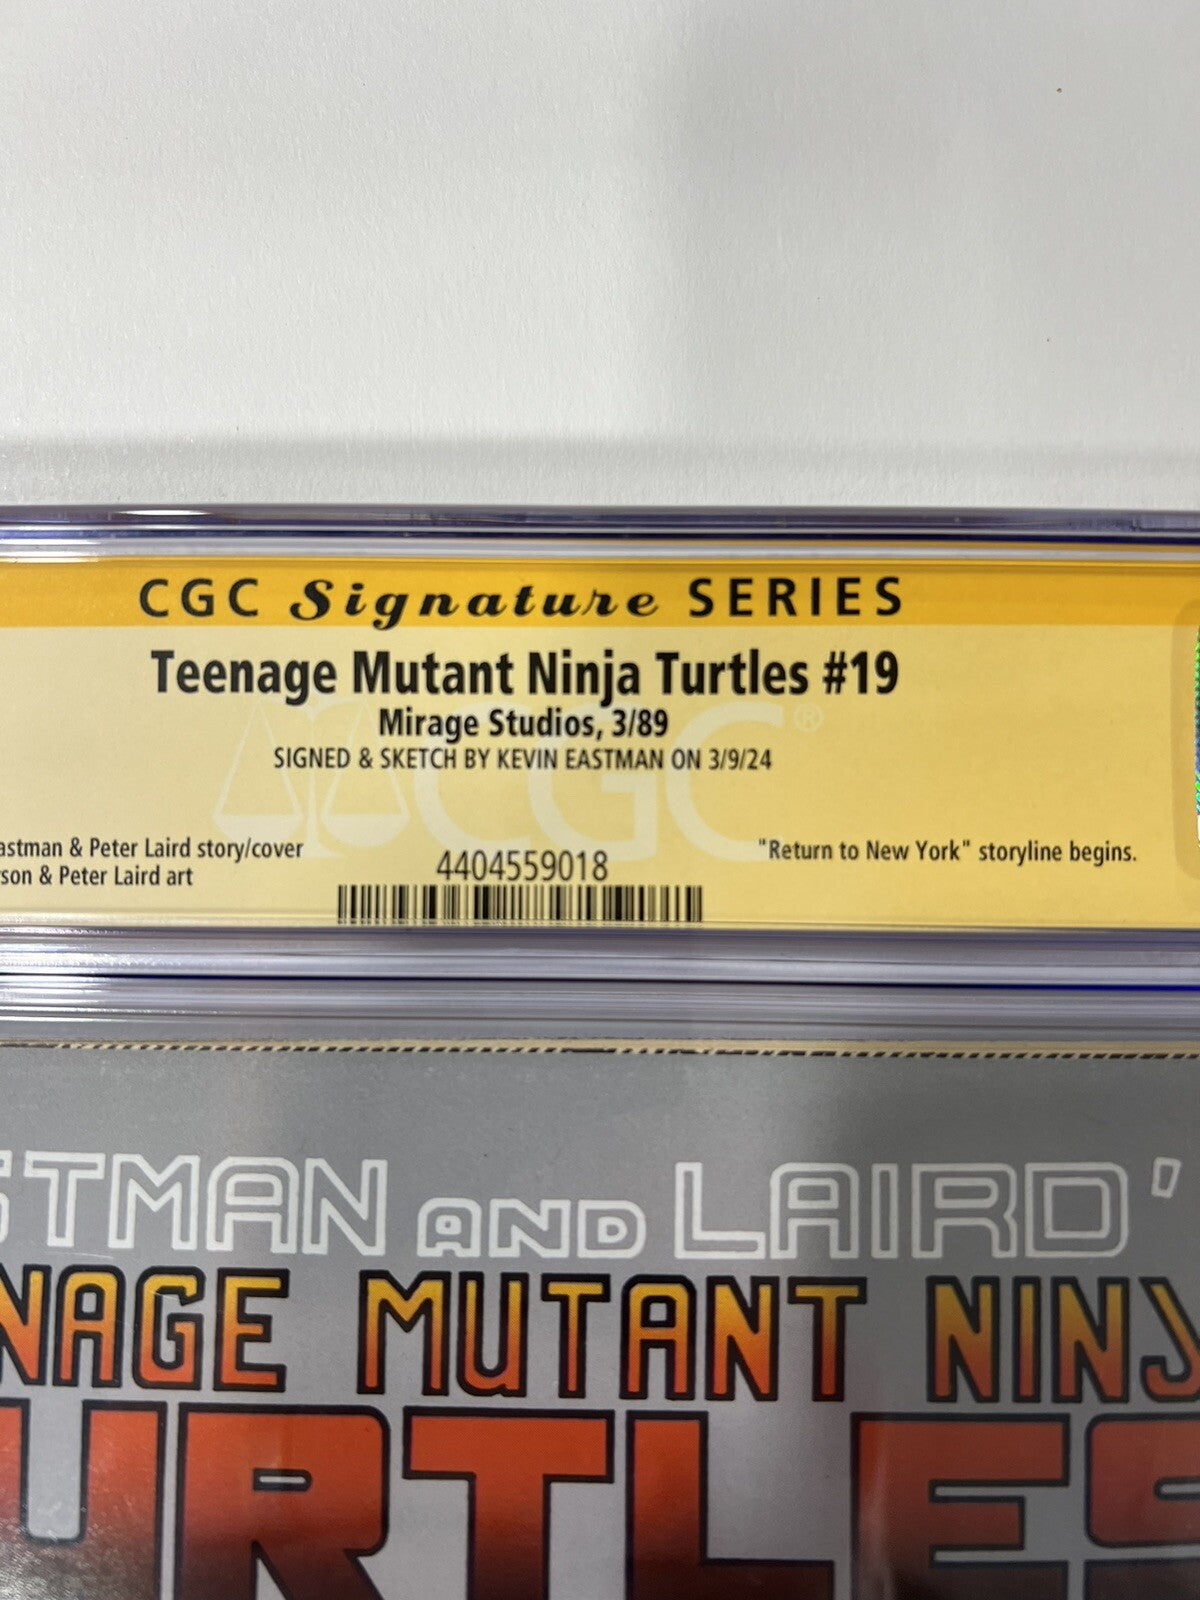 CGC Signature SERIES
Teenage Mutant Ninja Turtles #19
Mirage Studios, 3/89
SIGNED & SKETCH BY KEVIN EASTMAN ON 3/9/24
CGC®
astman & Peter Laird story/cover
son & Peter Laird art
4404559018
"Return to New York" storyline begins.
STMAN AND LAIRD'
NAGE MUTANT NINJ
URTLES